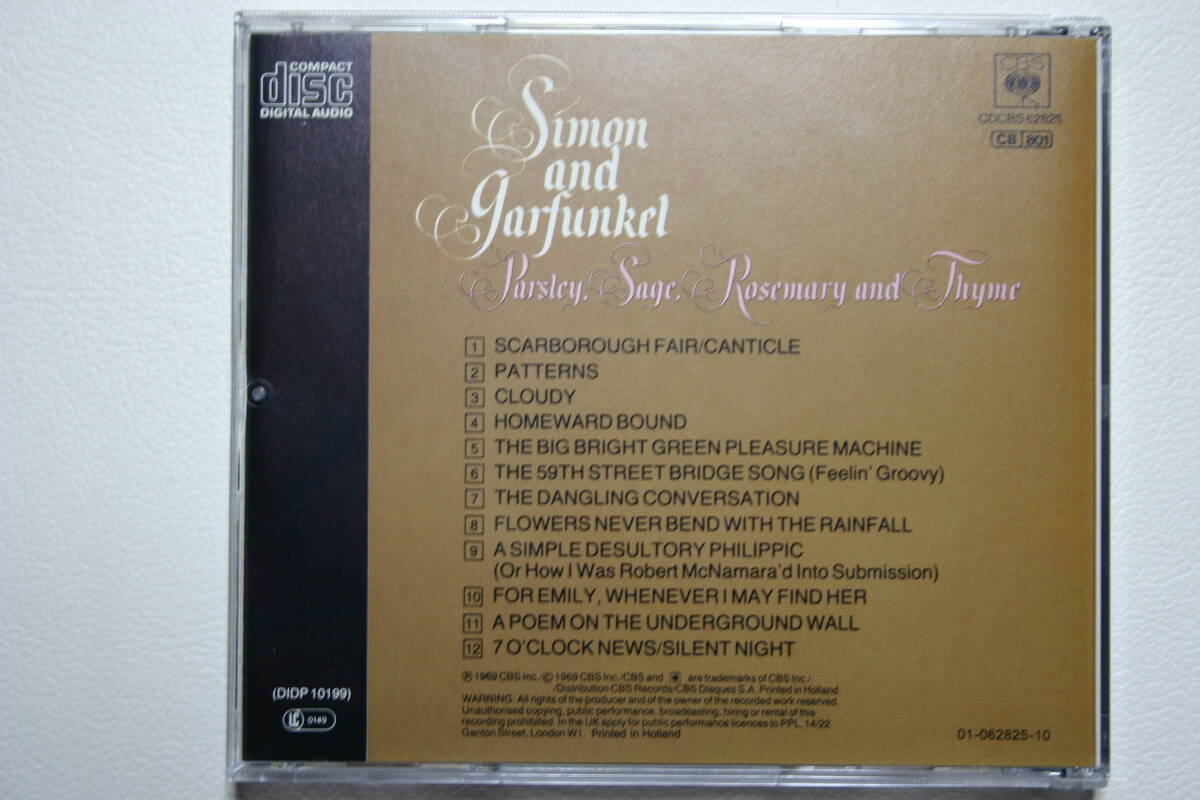 COMPACT
disc
DIGITAL AUDIO
CBS
CDCBS 62825
CB 801
Simon
and
Garfunkel
Parsley, Sage, Rosemary and Thyme
1 SCARBOROUGH FAIR/CANTICLE
2 PATTERNS
3 CLOUDY
4 HOMEWARD BOUND
5 THE BIG BRIGHT GREEN PLEASURE MACHINE
6 THE 59TH STREET BRIDGE SONG (Feelin' Groovy)
7 THE DANGLING CONVERSATION
8 FLOWERS NEVER BEND WITH THE RAINFALL
9 A SIMPLE DESULTORY PHILIPPIC
(Or How I Was Robert McNamara'd Into Submission)
10 FOR EMILY, WHENEVER I MAY FIND HER
11 A POEM ON THE UNDERGROUND WALL
12 7 O'CLOCK NEWS/SILENT NIGHT
℗ 1969 CBS Inc./© 1969 CBS Inc./CBS and are trademarks of CBS Inc./
/Distribution CBS Records/CBS Disques S.A. Printed in Holland.
WARNING: All rights of the producer and of the owner of the recorded work reserved.
Unauthorised copying, public performance, broadcasting, hiring or rental of this
recording prohibited. In the UK apply for public performance licences to PPL, 14/22
Ganton Street, London W1. Printed in Holland
(DIDP 10199)
LC 0149
01-062825-10